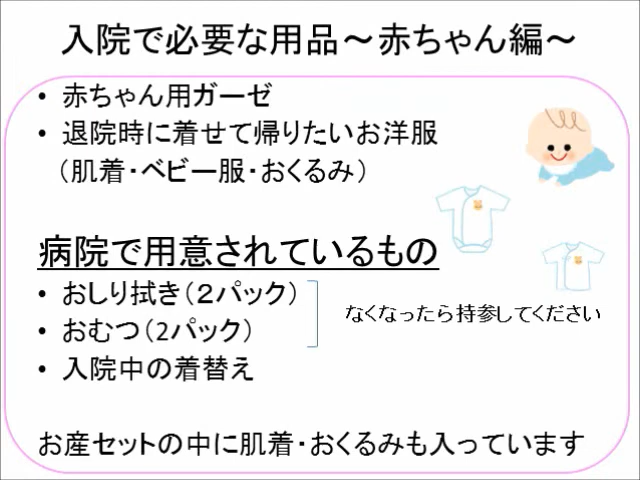 入院で必要な用品~赤ちゃん編~
• 赤ちゃん用ガーゼ
• 退院時に着せて帰りたいお洋服
(肌着・ベビー服・おくるみ)
病院で用意されているもの
• おしり拭き(2パック)
• おむつ(2パック)
なくなったら持参してください
• 入院中の着替え
お産セットの中に肌着・おくるみも入っています